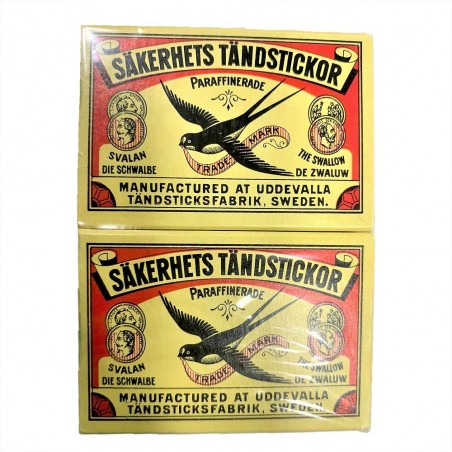 SÄKERHETS TÄNDSTICKOR
PARAFFINERADE
TRADE MARK
SVALAN
DIE SCHWALBE
THE SWALLOW
DE ZWALUW
MANUFACTURED AT UDDEVALLA
TÄNDSTICKSFABRIK, SWEDEN.
SÄKERHETS TÄNDSTICKOR
PARAFFINERADE
TRADE MARK
SVALAN
DIE SCHWALBE
THE SWALLOW
DE ZWALUW
MANUFACTURED AT UDDEVALLA
TÄNDSTICKSFABRIK, SWEDEN.